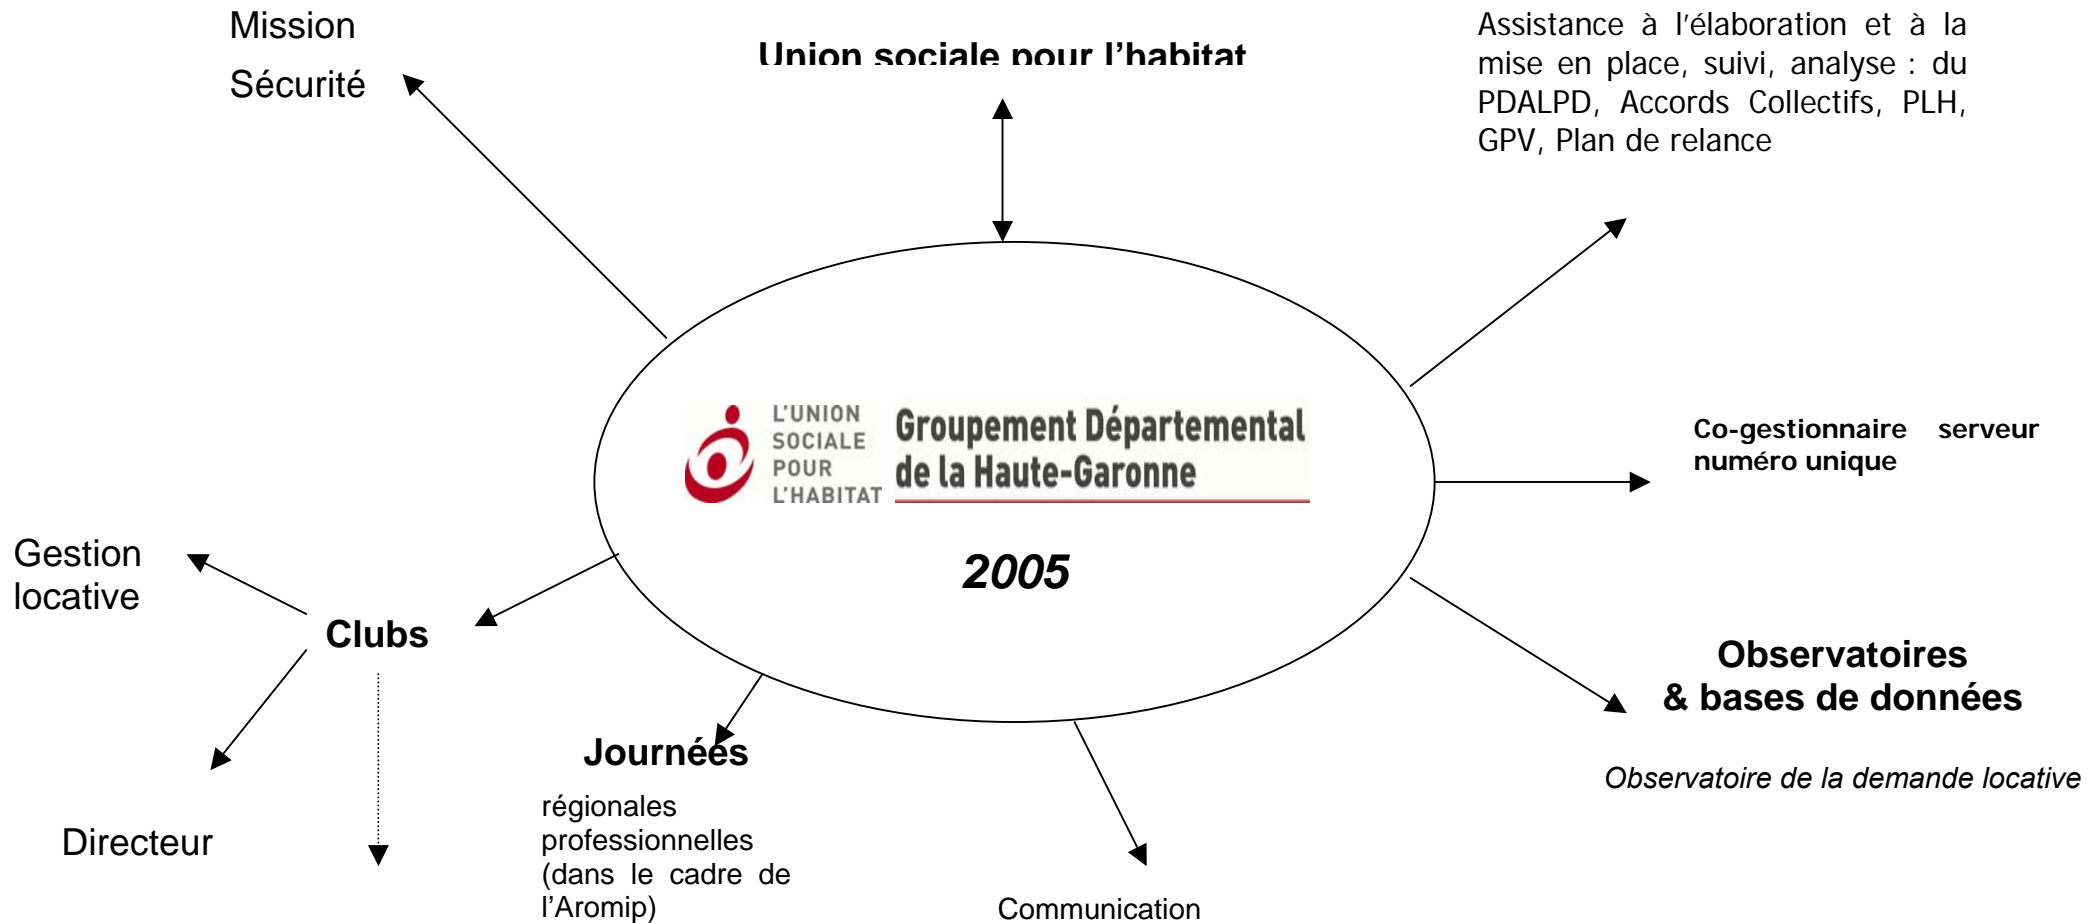 Mission
Sécurité
Union sociale pour l'habitat
Assistance à l'élaboration et à la
mise en place, suivi, analyse : du
PDALPD, Accords Collectifs, PLH,
GPV, Plan de relance
L'UNION
SOCIALE
POUR
L'HABITAT
Groupement Départemental
de la Haute-Garonne
2005
Co-gestionnaire serveur
numéro unique
Gestion
locative
Clubs
Observatoires
& bases de données
Observatoire de la demande locative
Directeur
Journées
régionales
professionnelles
(dans le cadre de
l'Aromip)
Communication